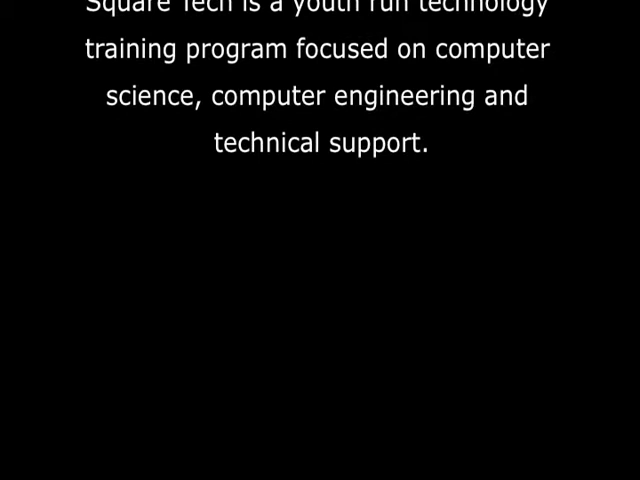 Square Tech is a youth run technology
training program focused on computer
science, computer engineering and
technical support.